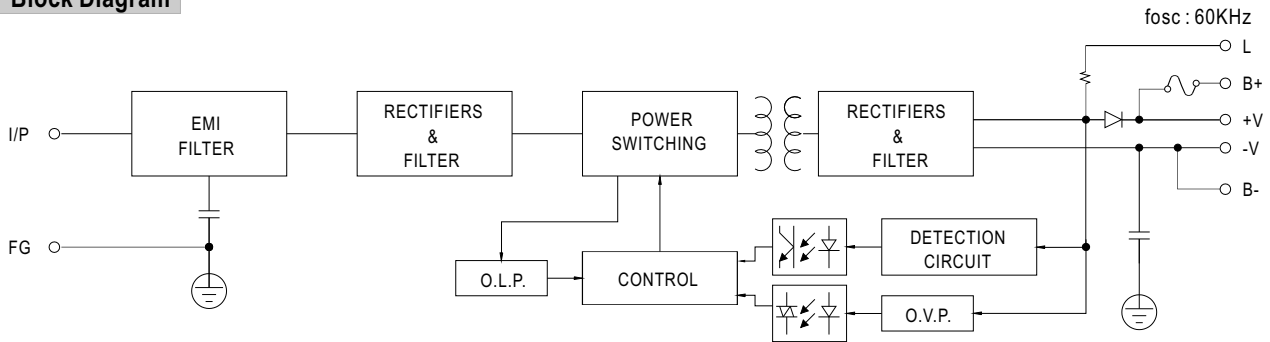 Block Diagram
fosc : 60KHz
L
B+
+V
-V
B-
I/P
EMI
FILTER
RECTIFIERS
&
FILTER
POWER
SWITCHING
RECTIFIERS
&
FILTER
FG
O.L.P.
CONTROL
DETECTION
CIRCUIT
O.V.P.